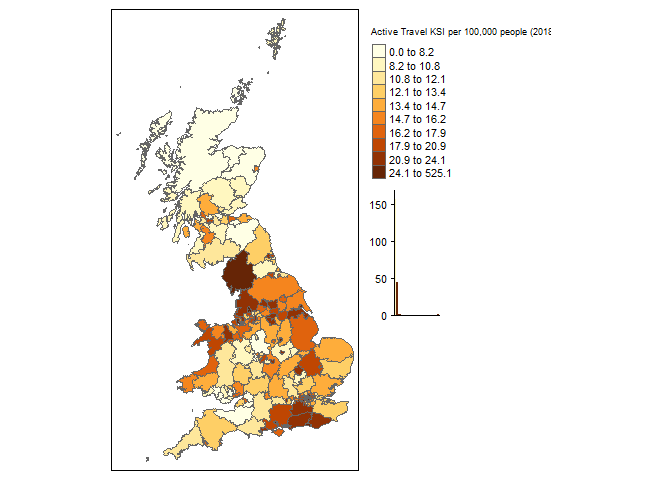 Active Travel KSI per 100,000 people (2018
0.0 to 8.2
8.2 to 10.8
10.8 to 12.1
12.1 to 13.4
13.4 to 14.7
14.7 to 16.2
16.2 to 17.9
17.9 to 20.9
20.9 to 24.1
24.1 to 525.1
150
100
50
0